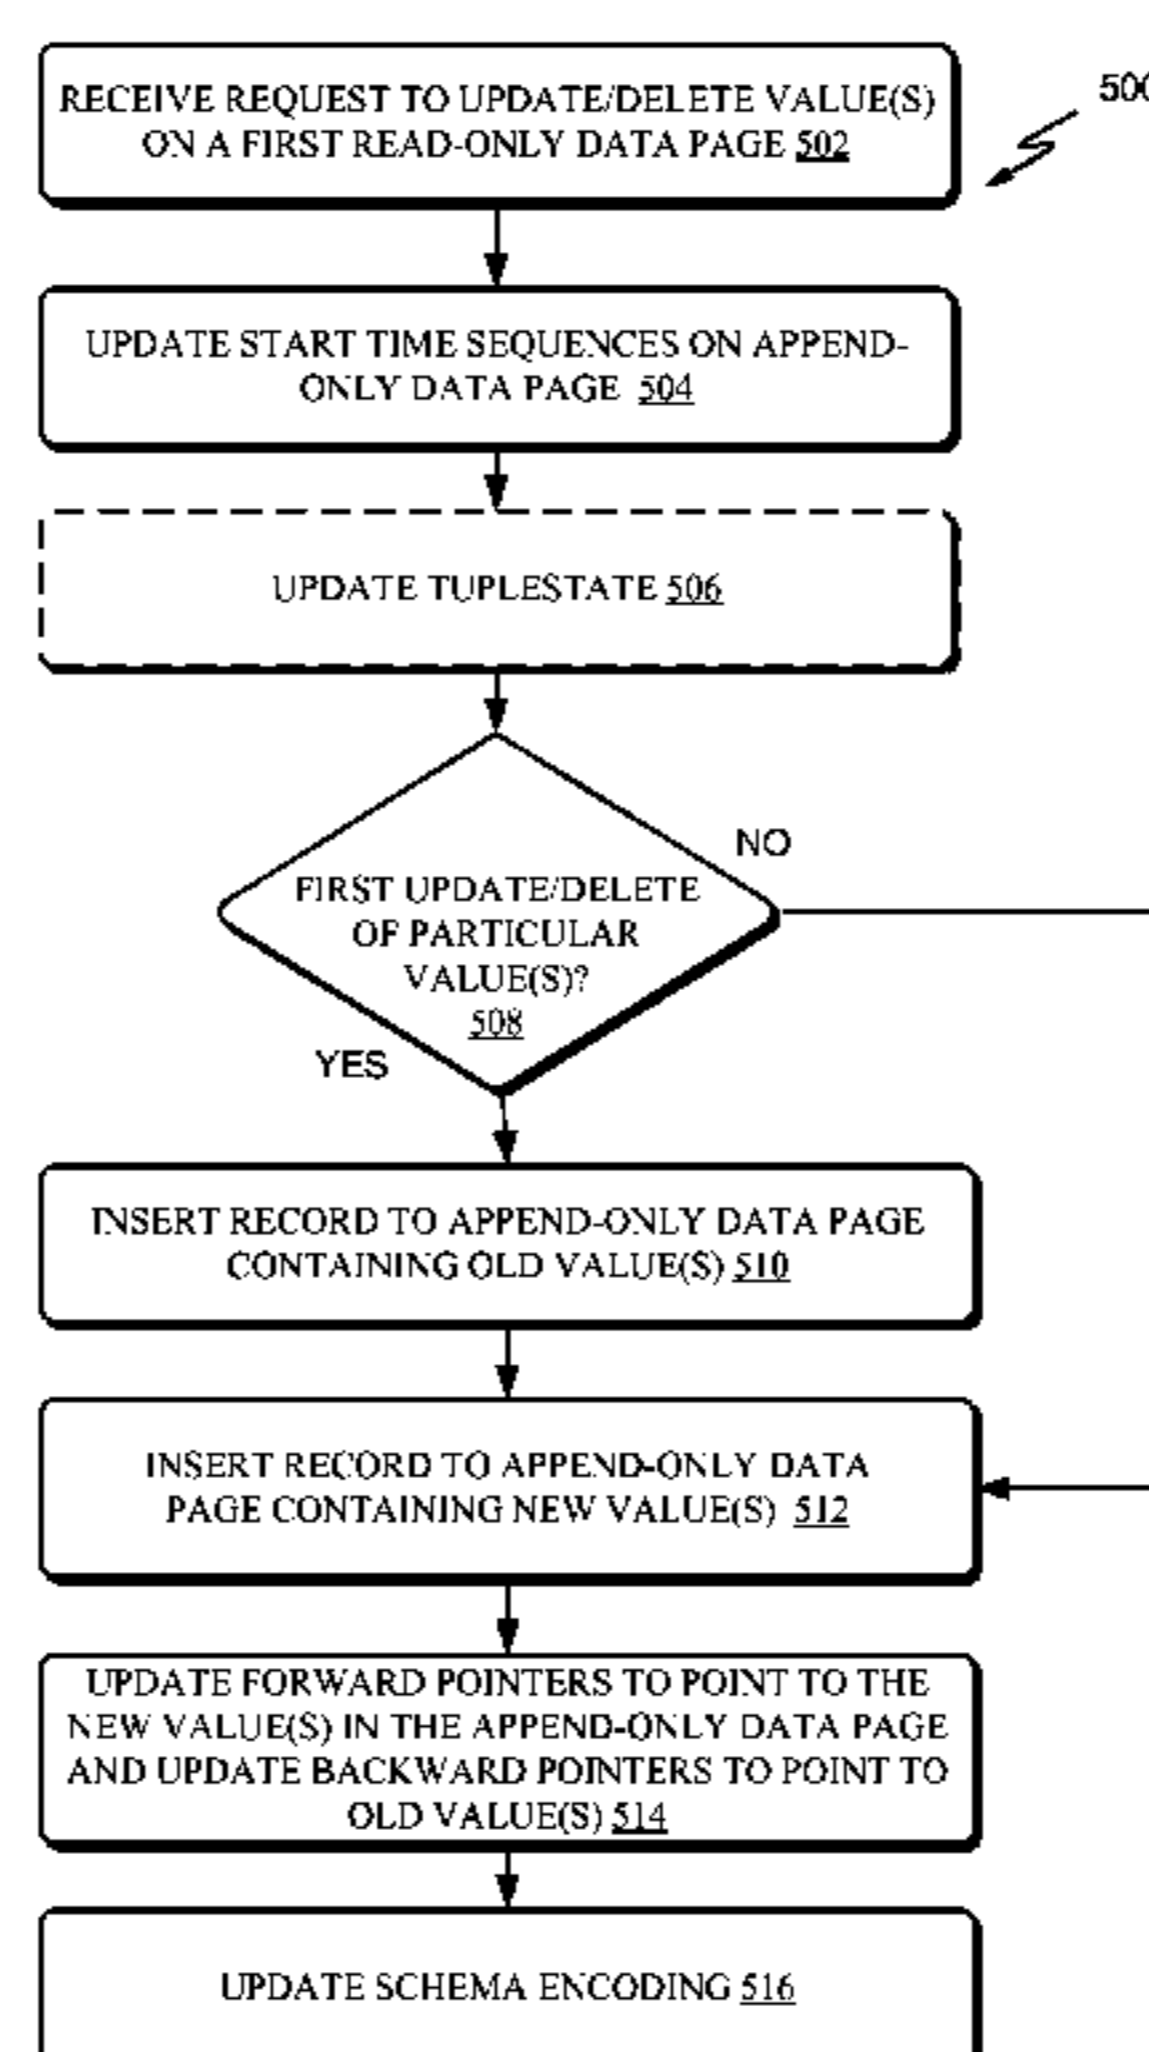 500
RECEIVE REQUEST TO UPDATE/DELETE VALUE(S)
ON A FIRST READ-ONLY DATA PAGE 502
UPDATE START TIME SEQUENCES ON APPEND-
ONLY DATA PAGE 504
UPDATE TUPLESTATE 506
NO
FIRST UPDATE/DELETE
OF PARTICULAR
VALUE(S)?
508
YES
INSERT RECORD TO APPEND-ONLY DATA PAGE
CONTAINING OLD VALUE(S) 510
INSERT RECORD TO APPEND-ONLY DATA
PAGE CONTAINING NEW VALUE(S) 512
UPDATE FORWARD POINTERS TO POINT TO THE
NEW VALUE(S) IN THE APPEND-ONLY DATA PAGE
AND UPDATE BACKWARD POINTERS TO POINT TO
OLD VALUE(S) 514
UPDATE SCHEMA ENCODING 516